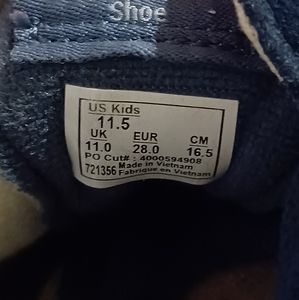 Shoe
US Kids
11.5
UK EUR CM
11.0 28.0 16.5
PO Cut# : 4000594908
721356 Made in Vietnam
Fabriqué en Vietnam